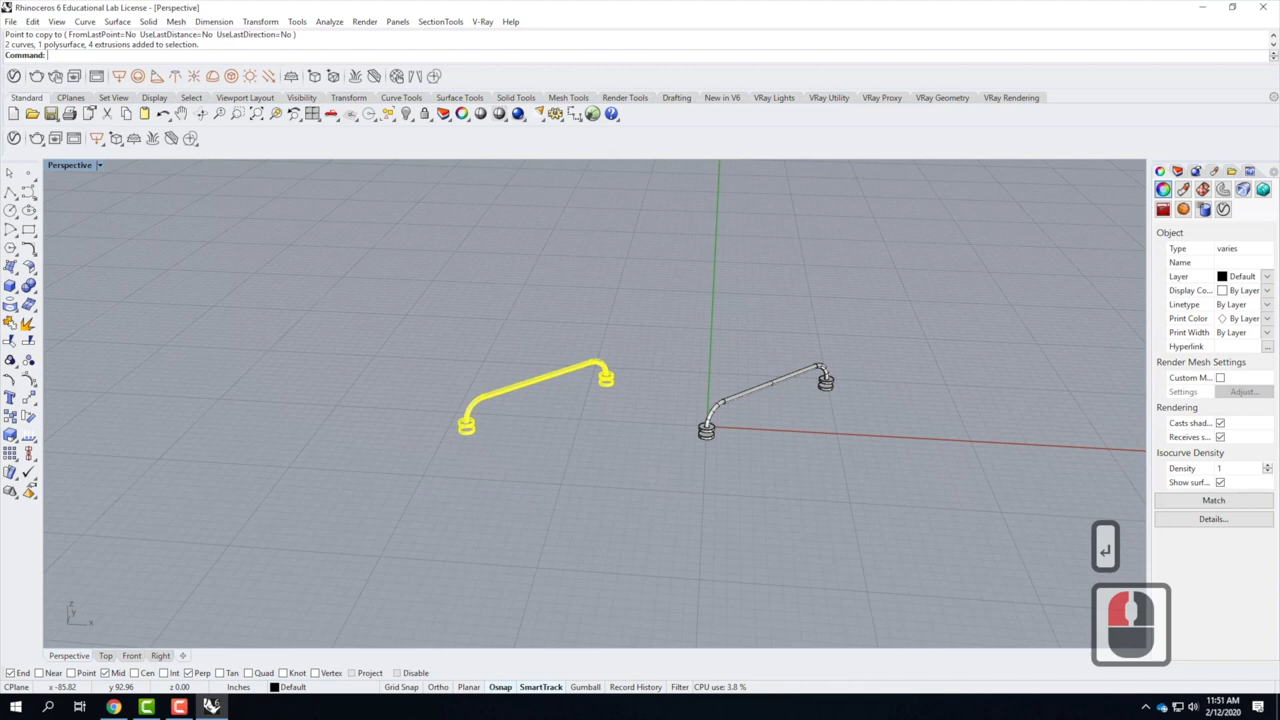 Rhinoceros 6 Educational Lab License - [Perspective]
File Edit View Curve Surface Solid Mesh Dimension Transform Tools Analyze Render Panels SectionTools V-Ray Help
Point to copy to ( FromLastPoint=No UseLastDistance=No UseLastDirection=No )
2 curves, 1 polysurface, 4 extrusions added to selection.
Command:
Standard CPlanes Set View Display Select Viewport Layout Visibility Transform Curve Tools Surface Tools Solid Tools Mesh Tools Render Tools Drafting New in V6 VRay Lights VRay Utility VRay Proxy VRay Geometry VRay Rendering
Perspective
Object
Type varies
Name
Layer Default
Display Co... By Layer
Linetype By Layer
Print Color By Layer
Print Width By Layer
Hyperlink ...
Render Mesh Settings
Custom M...
Settings Adjust...
Rendering
Casts shad...
Receives s...
Isocurve Density
Density 1
Show surf...
Match
Details...
z
y
x
Perspective Top Front Right
End Near Point Mid Cen Int Perp Tan Quad Knot Vertex Project Disable
CPlane x -85.82 y 92.96 z 0.00 Inches Default Grid Snap Ortho Planar Osnap SmartTrack Gumball Record History Filter CPU use: 3.8 %
11:51 AM
2/12/2020